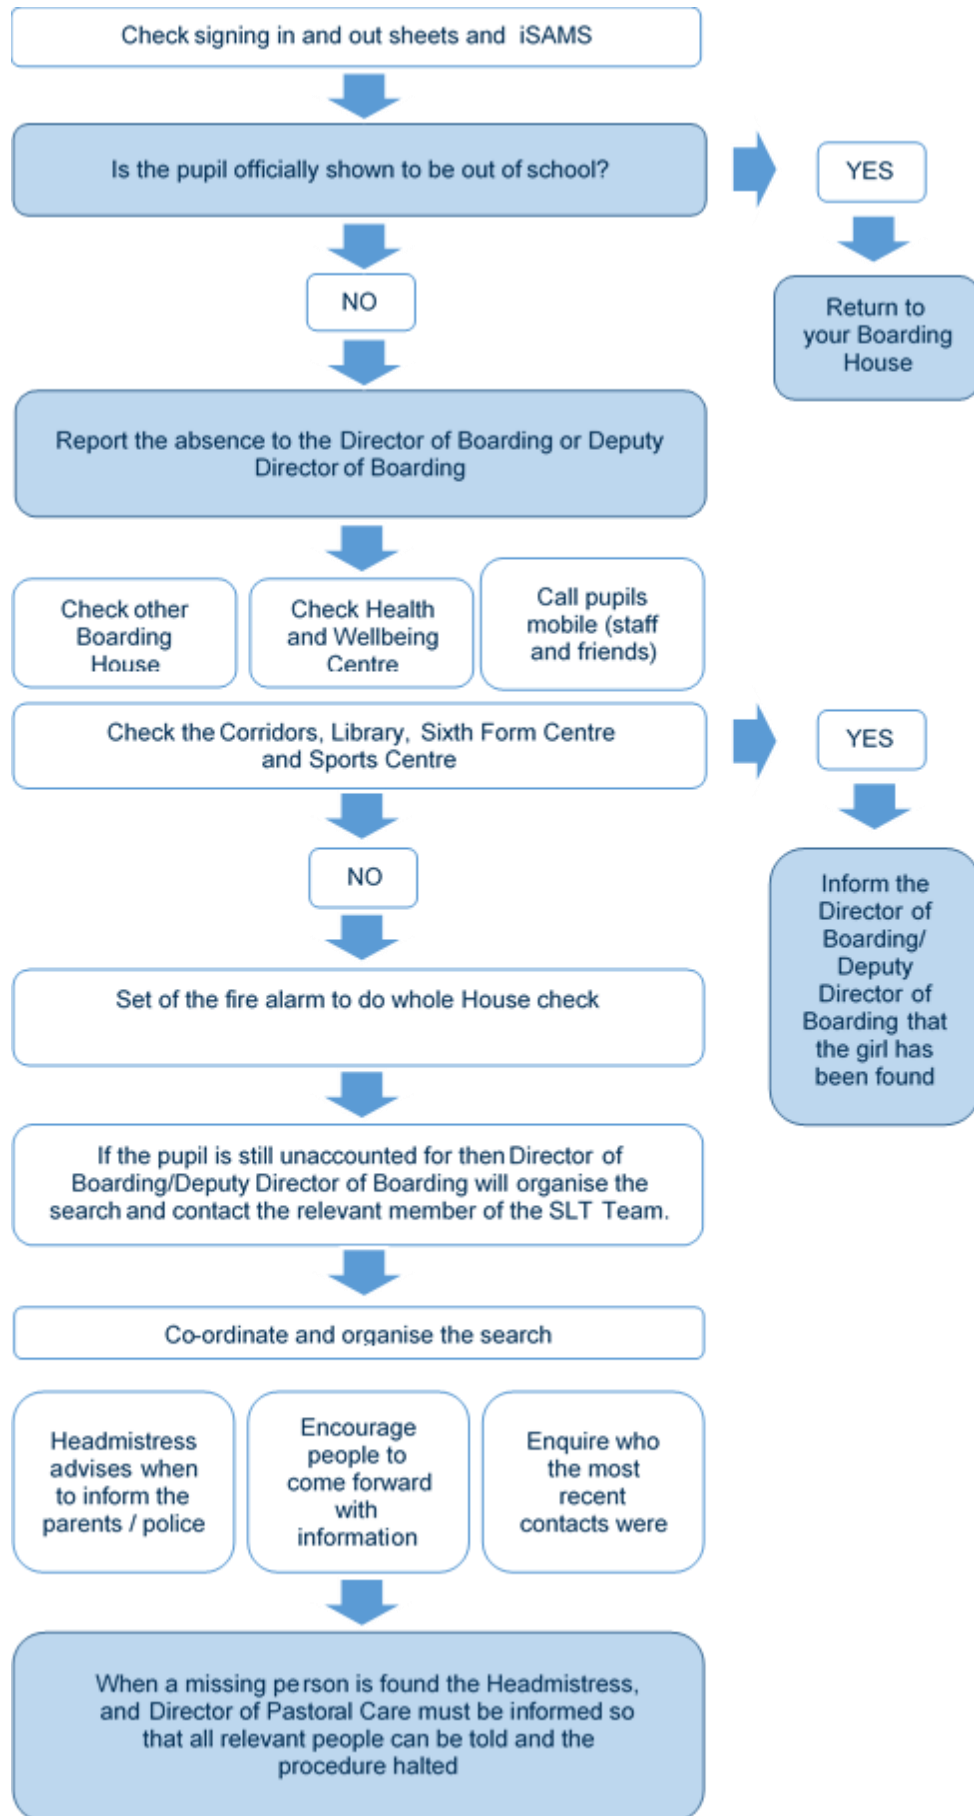 Check signing in and out sheets and iSAMS
Is the pupil officially shown to be out of school?
YES
Return to
your Boarding
House
NO
Report the absence to the Director of Boarding or Deputy
Director of Boarding
Check other
Boarding
House
Check Health
and Wellbeing
Centre
Call pupils
mobile (staff
and friends)
Check the Corridors, Library, Sixth Form Centre
and Sports Centre
YES
Inform the
Director of
Boarding/
Deputy
Director of
Boarding that
the girl has
been found
NO
Set of the fire alarm to do whole House check
If the pupil is still unaccounted for then Director of
Boarding/Deputy Director of Boarding will organise the
search and contact the relevant member of the SLT Team.
Co-ordinate and organise the search
Headmistress
advises when
to inform the
parents / police
Encourage
people to
come forward
with
information
Enquire who
the most
recent
contacts were
When a missing person is found the Headmistress,
and Director of Pastoral Care must be informed so
that all relevant people can be told and the
procedure halted